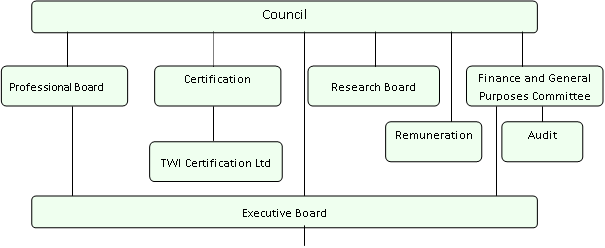 Council
Professional Board
Certification
Research Board
Finance and General
Purposes Committee
Remuneration
Audit
TWI Certification Ltd
Executive Board